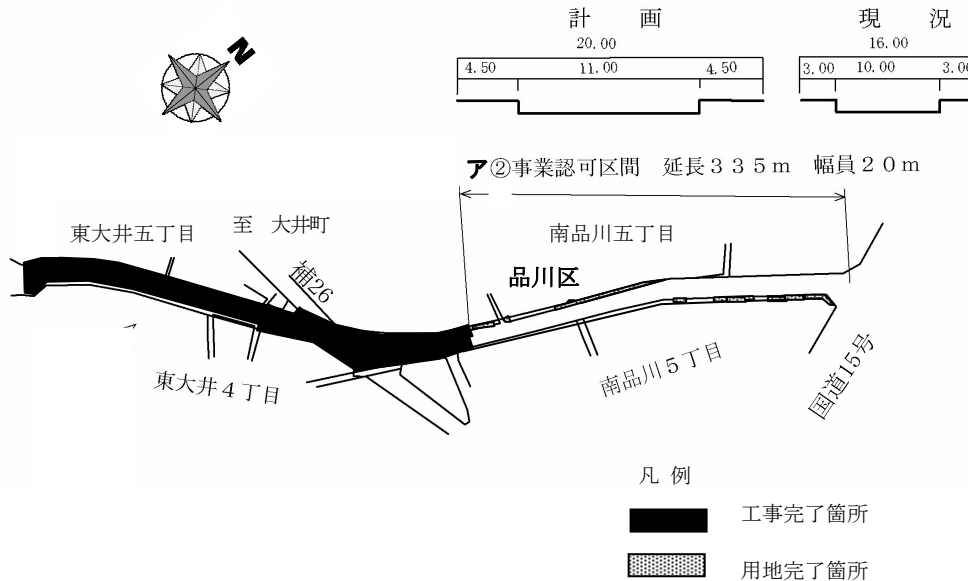 計 画
20.00
4.50 11.00 4.50
現 況
16.00
3.00 10.00 3.00
N
ア②事業認可区間 延長335m 幅員20m
東大井五丁目
至 大井町
補26
南品川五丁目
品川区
東大井4丁目
南品川5丁目
国道15号
凡 例
工事完了箇所
用地完了箇所